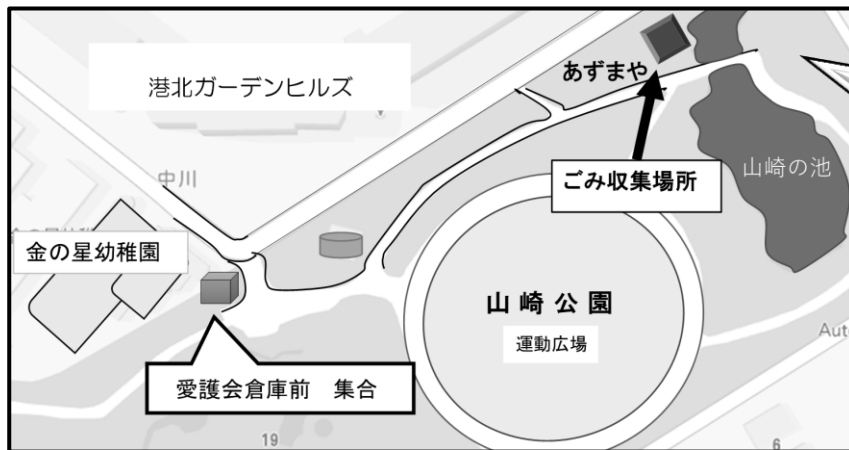 港北ガーデンヒルズ
あずまや
中川
ごみ収集場所
山崎の池
金の星幼稚園
山崎公園
運動広場
愛護会倉庫前　集合
Auto
19
6